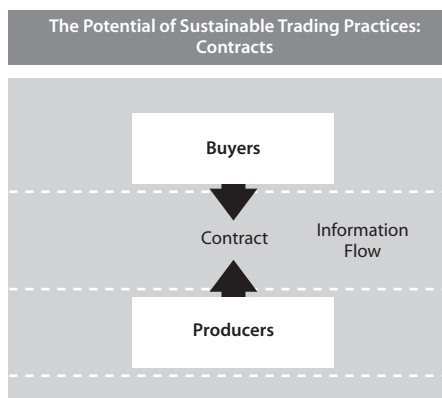 The Potential of Sustainable Trading Practices:
Contracts
Buyers
Contract
Information
Flow
Producers